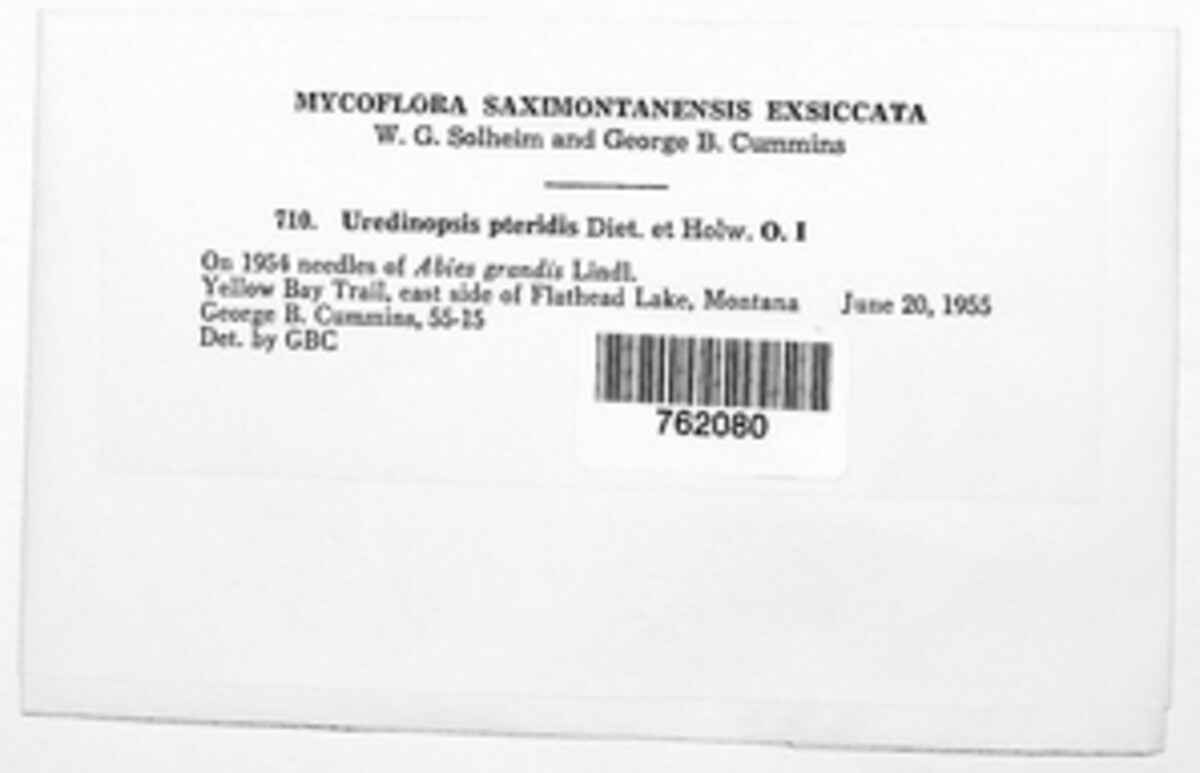 MYCOFLORA SAXIMONTANENSIS EXSICCATA
W. G. Solheim and George B. Cummins
710. Uredinopsis pteridis Diet. et Holw. O. I
On 1954 needles of Abies grandis Lindl.
Yellow Bay Trail, east side of Flathead Lake, Montana June 20, 1955
George B. Cummins, 55-15
Det. by GBC
762080